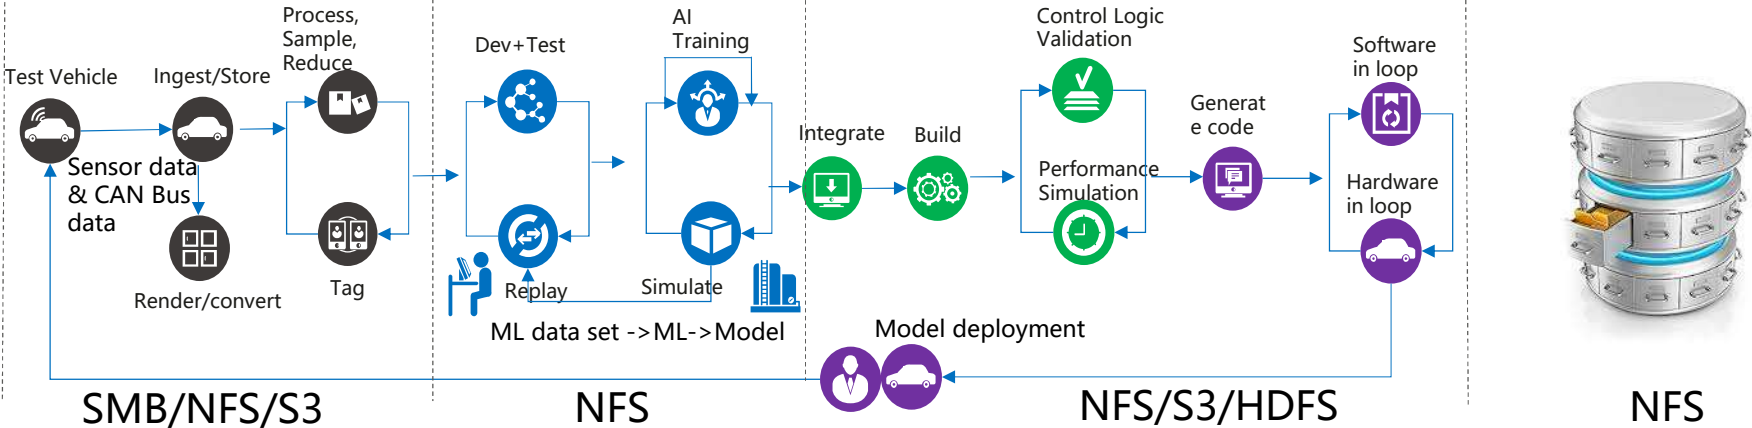 Test Vehicle
Ingest/Store
Process,
Sample,
Reduce
Sensor data
& CAN Bus
data
Render/convert
Tag
Dev+Test
AI
Training
Replay
Simulate
ML data set ->ML->Model
Integrate
Build
Control Logic
Validation
Performance
Simulation
Generat
e code
Software
in loop
Hardware
in loop
Model deployment
SMB/NFS/S3
NFS
NFS/S3/HDFS
NFS